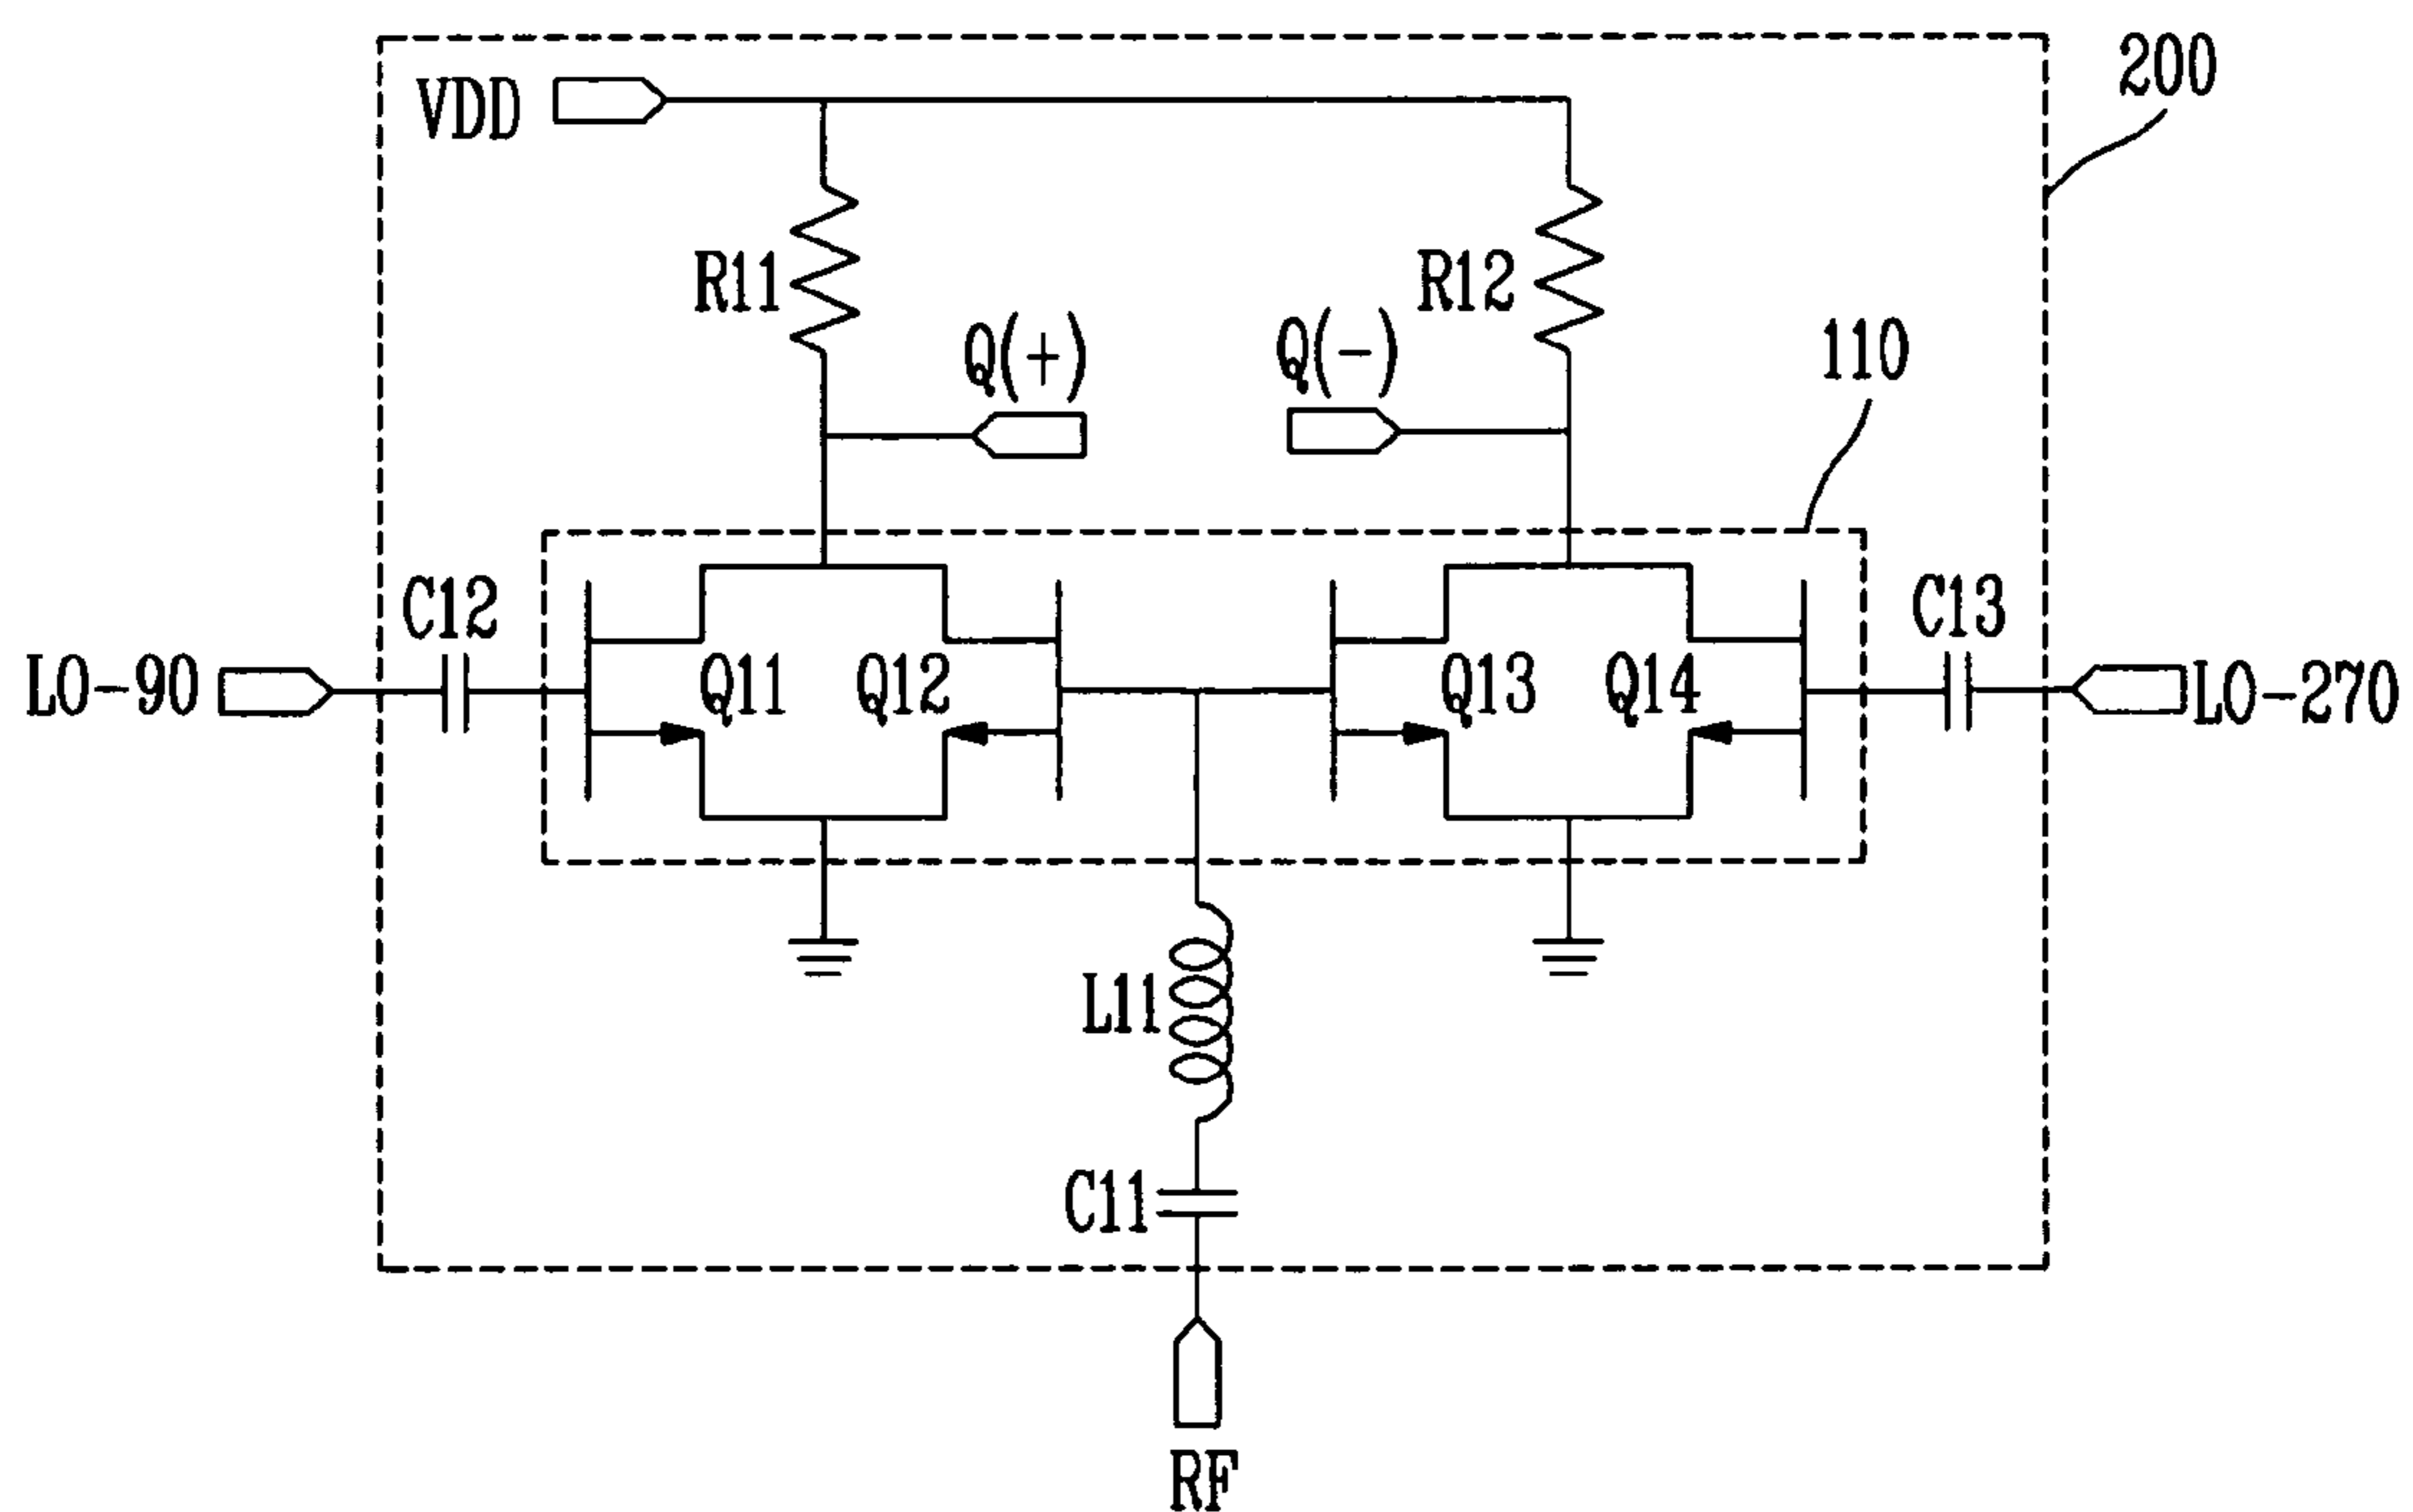 200
VDD
R11
R12
Q(+)
Q(-)
110
C12
C13
LO-90
Q11
Q12
Q13
Q14
LO-270
L11
C11
RF